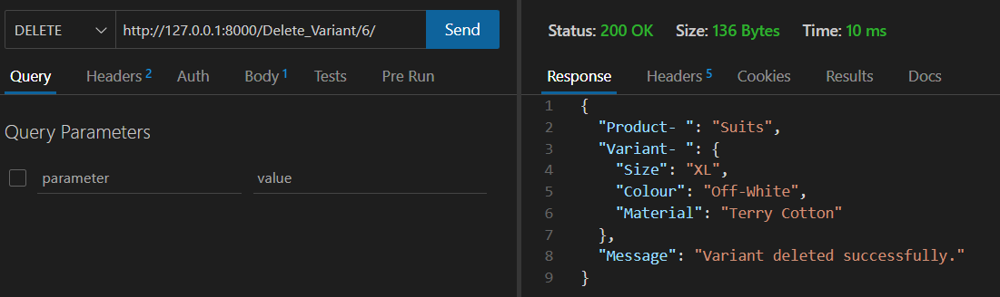 DELETE http://127.0.0.1:8000/Delete_Variant/6/ Send
Query Headers 2 Auth Body 1 Tests Pre Run
Query Parameters
parameter value
Status: 200 OK Size: 136 Bytes Time: 10 ms
Response Headers 5 Cookies Results Docs
1 {
2 "Product- ": "Suits",
3 "Variant- ": {
4 "Size": "XL",
5 "Colour": "Off-White",
6 "Material": "Terry Cotton"
7 },
8 "Message": "Variant deleted successfully."
9 }